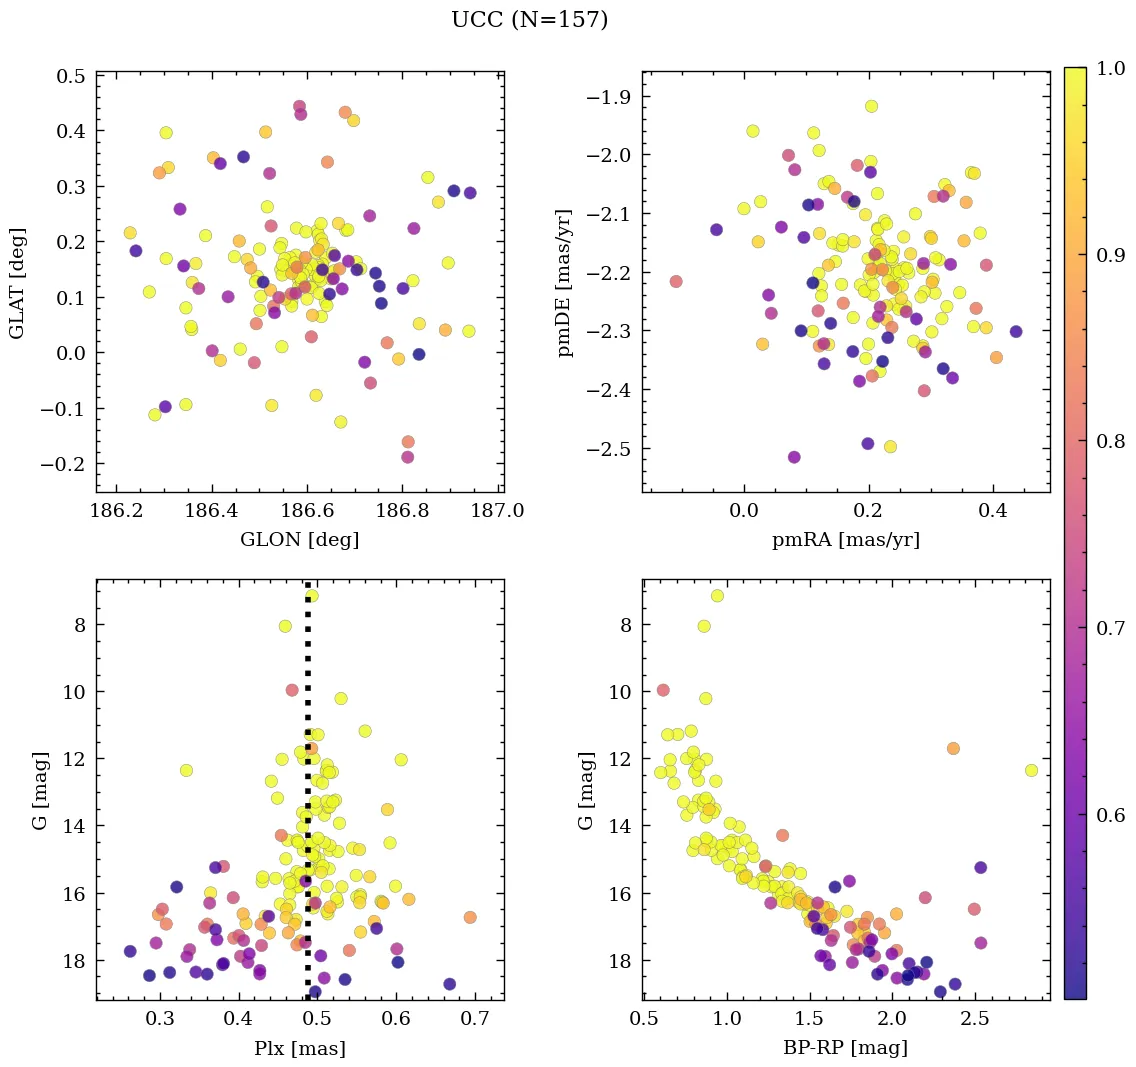 UCC (N=157)
0.5
0.4
0.3
0.2
0.1
0.0
−0.1
−0.2
GLAT [deg]
186.2 186.4 186.6 186.8 187.0
GLON [deg]
−1.9
−2.0
−2.1
−2.2
−2.3
−2.4
−2.5
pmDE [mas/yr]
0.0 0.2 0.4
pmRA [mas/yr]
1.0
0.9
0.8
0.7
0.6
8
10
12
14
16
18
G [mag]
0.3 0.4 0.5 0.6 0.7
Plx [mas]
8
10
12
14
16
18
G [mag]
0.5 1.0 1.5 2.0 2.5
BP-RP [mag]